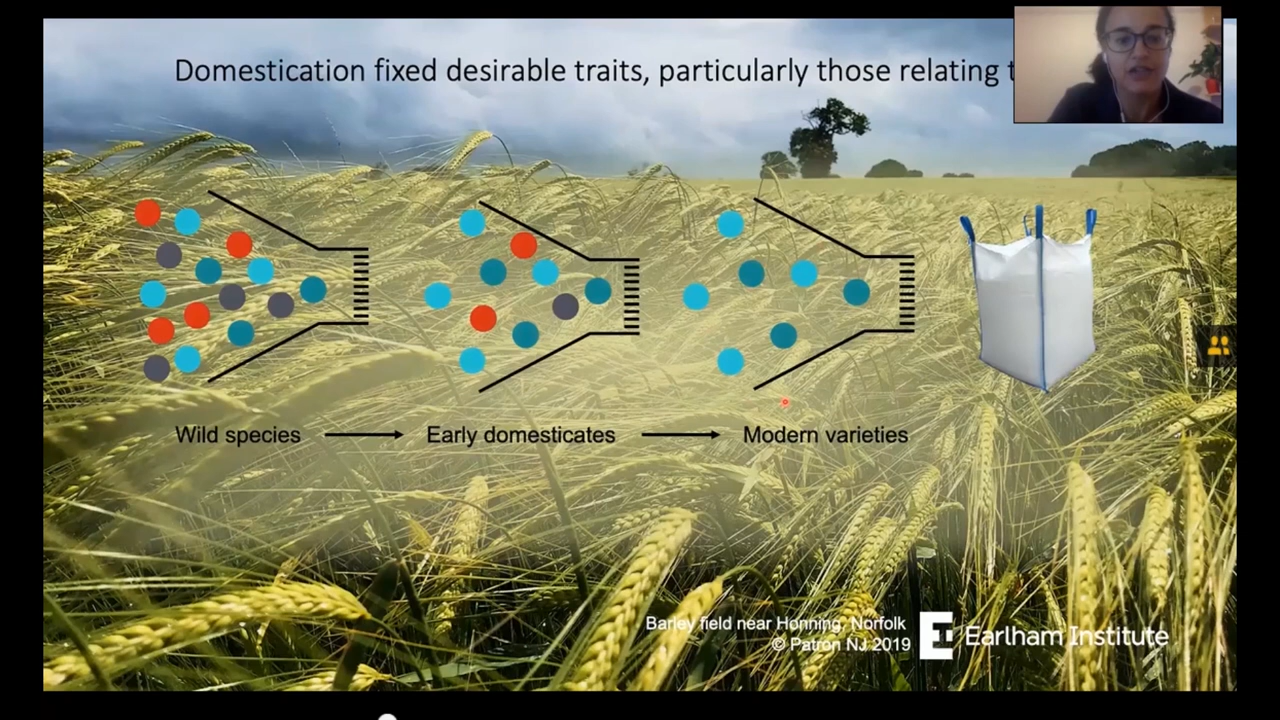 Domestication fixed desirable traits, particularly those relating
Wild species
Early domesticates
Modern varieties
Barley field near Honning, Norfolk
© Patron NJ 2019
Earlham Institute